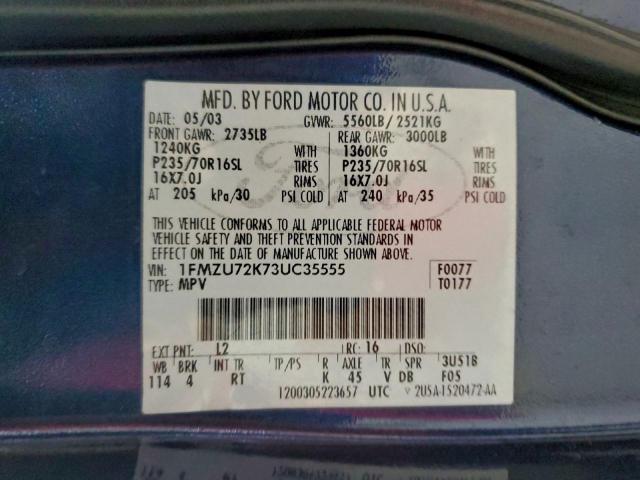 MFD. BY FORD MOTOR CO. IN U.S.A.
DATE: 05/03 GVWR: 5560LB/ 2521KG
FRONT GAWR: 2735LB REAR GAWR: 3000LB
1240KG WITH 1360KG WITH
P235/70R16SL TIRES P235/70R16SL TIRES
16X7.0J RIMS 16X7.0J RIMS
AT 205 kPa/30 PSI COLD AT 240 kPa/35 PSI COLD
THIS VEHICLE CONFORMS TO ALL APPLICABLE FEDERAL MOTOR
VEHICLE SAFETY AND THEFT PREVENTION STANDARDS IN
EFFECT ON THE DATE OF MANUFACTURE SHOWN ABOVE.
VIN: 1FMZU72K73UC35555 F0077
TYPE: MPV T0177
EXT PNT: L2 RC: 16 DSO:
WB BRK INT TR TP/PS R AXLE TR SPR 3U51B
114 4 RT K 45 V DB F05
1200305223657 UTC 2USA-1520472-AA
Ford